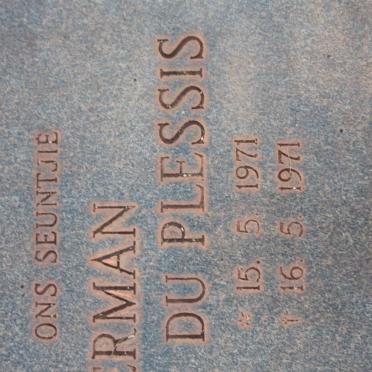 ONS SEUNTJIE
ERMAN
DU PLESSIS
* 15. 5. 1971
† 16. 5. 1971